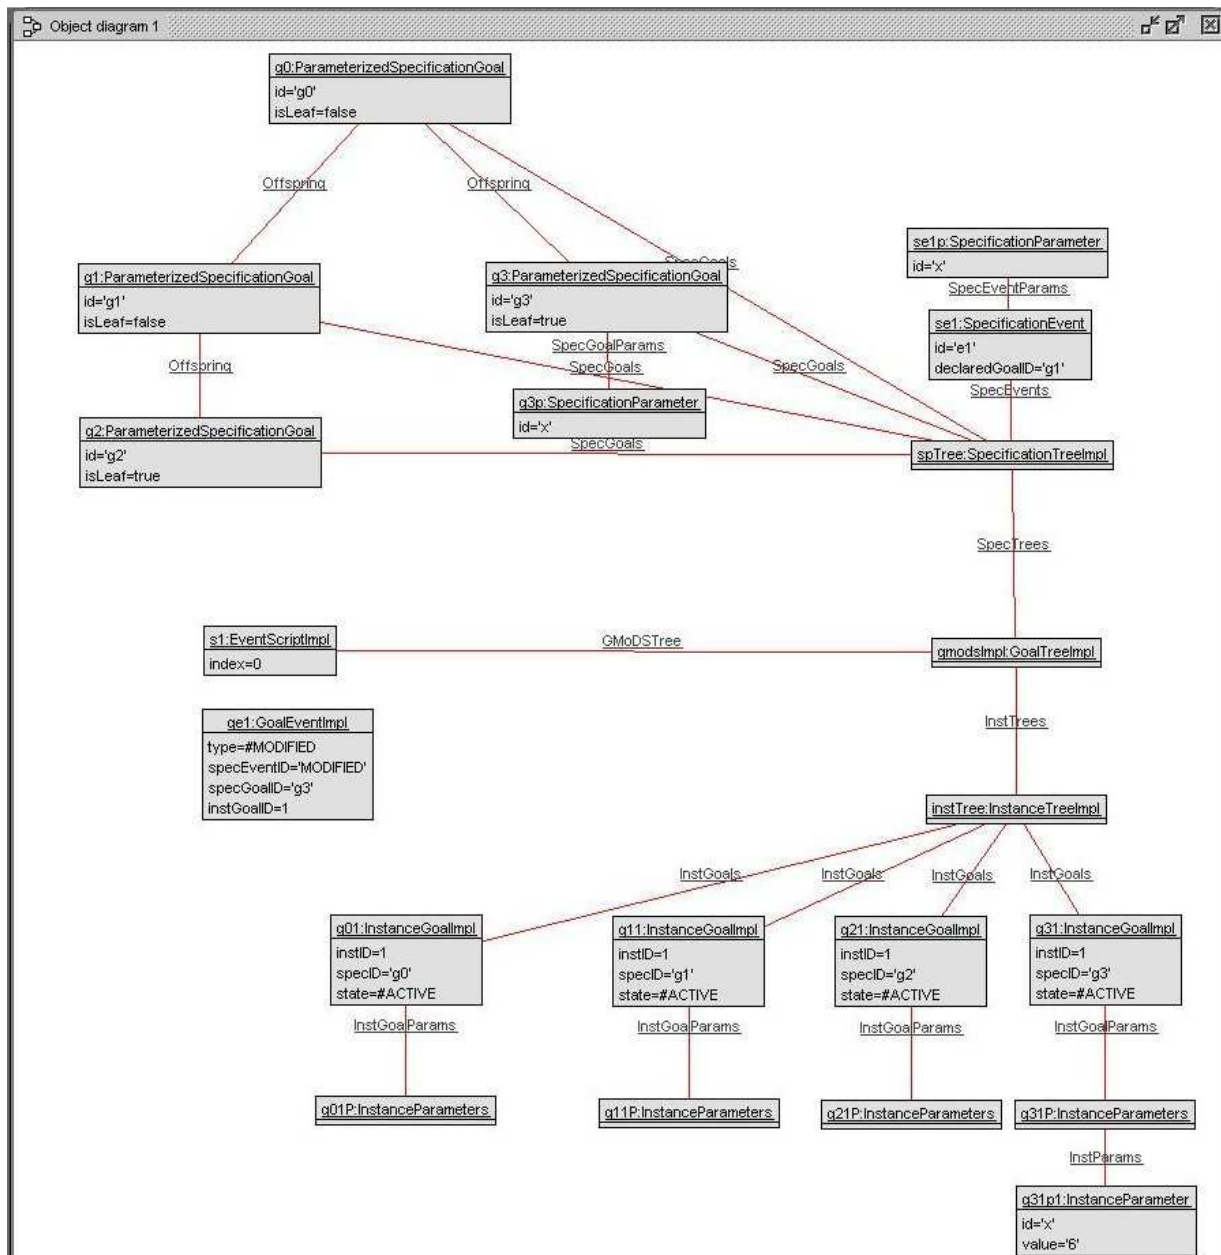 Object diagram 1
g0:ParameterizedSpecificationGoal
id='g0'
isLeaf=false
Offspring
Offspring
SpecGoals
se1p:SpecificationParameter
id='x'
SpecEventParams
g1:ParameterizedSpecificationGoal
id='g1'
isLeaf=false
g3:ParameterizedSpecificationGoal
id='g3'
isLeaf=true
se1:SpecificationEvent
id='e1'
declaredGoalID='g1'
SpecGoalParams
SpecGoals
SpecGoals
Offspring
SpecEvents
g3p:SpecificationParameter
id='x'
g2:ParameterizedSpecificationGoal
id='g2'
isLeaf=true
SpecGoals
spTree:SpecificationTreeImpl
SpecTrees
s1:EventScriptImpl
index=0
GMoDSTree
gmodsImpl:GoalTreeImpl
ge1:GoalEventImpl
type=#MODIFIED
specEventID='MODIFIED'
specGoalID='g3'
instGoalID=1
InstTrees
instTree:InstanceTreeImpl
InstGoals
InstGoals
InstGoals
InstGoals
g01:InstanceGoalImpl
instID=1
specID='g0'
state=#ACTIVE
g11:InstanceGoalImpl
instID=1
specID='g1'
state=#ACTIVE
g21:InstanceGoalImpl
instID=1
specID='g2'
state=#ACTIVE
g31:InstanceGoalImpl
instID=1
specID='g3'
state=#ACTIVE
InstGoalParams
InstGoalParams
InstGoalParams
InstGoalParams
g01P:InstanceParameters
g11P:InstanceParameters
g21P:InstanceParameters
g31P:InstanceParameters
InstParams
g31p1:InstanceParameter
id='x'
value='6'